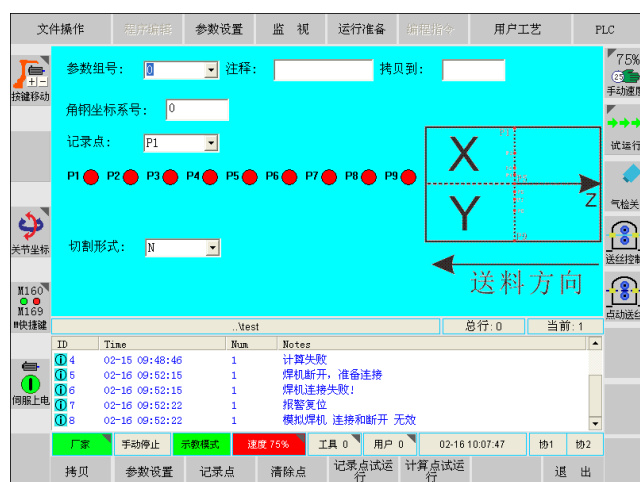 文件操作 程序编辑 参数设置 监 视 运行准备 编程指令 用户工艺 PLC
按键移动
关节坐标
M160
M169
M快捷键
伺服上电
参数组号: 0 注释: 拷贝到:
角钢坐标系号: 0
记录点: P1
P1 P2 P3 P4 P5 P6 P7 P8 P9
切割形式: N
X
Y
Z
送料方向
75%
手动速度
试运行
气检关
送丝控制
点动送丝
..\test 总行: 0 当前: 1
ID Time Num Notes
4 02-15 09:48:46 1 计算失败
5 02-16 09:52:15 1 焊机断开，准备连接
6 02-16 09:52:15 1 焊机连接失败!
7 02-16 09:52:22 1 报警复位
8 02-16 09:52:22 1 模拟焊机 连接和断开 无效
厂家 手动停止 示教模式 速度 75% 工具 0 用户 0 02-16 10:07:47 协1 协2
拷贝 参数设置 记录点 清除点 记录点试运行 计算点试运行 退 出